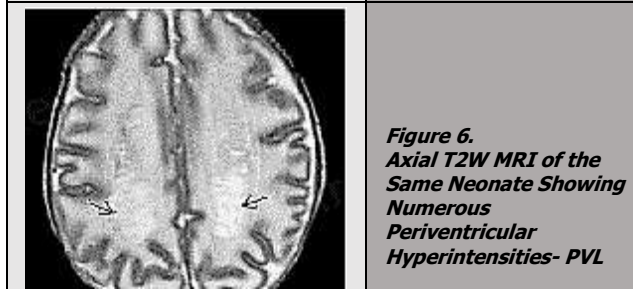 Figure 6.
Axial T2W MRI of the
Same Neonate Showing
Numerous
Periventricular
Hyperintensities- PVL